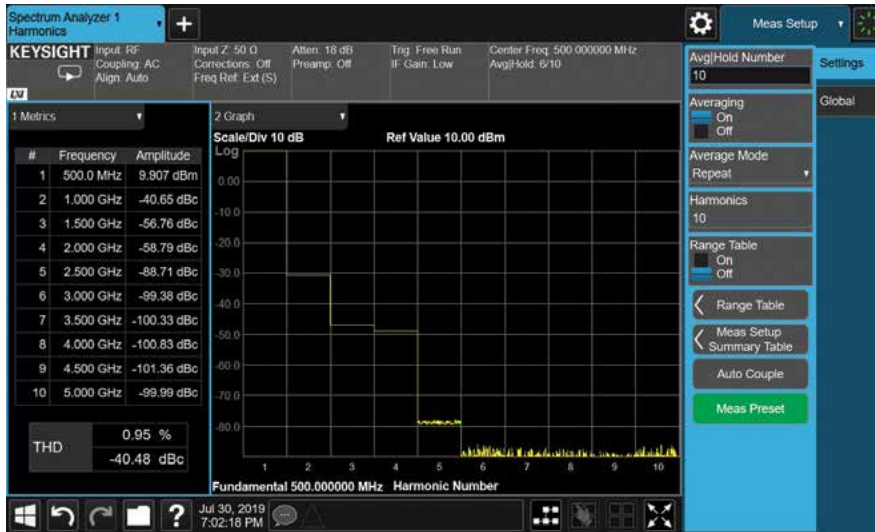 Spectrum Analyzer 1
Harmonics
+
Meas Setup
KEYSIGHT
LXI
Input: RF
Coupling: AC
Align: Auto
Input Z: 50 Ω
Corrections: Off
Freq Ref: Ext (S)
Atten: 18 dB
Preamp: Off
Trig: Free Run
IF Gain: Low
Center Freq: 500.000000 MHz
Avg|Hold: 6/10
1 Metrics
# Frequency Amplitude
1 500.0 MHz 9.907 dBm
2 1.000 GHz -40.65 dBc
3 1.500 GHz -56.76 dBc
4 2.000 GHz -58.79 dBc
5 2.500 GHz -88.71 dBc
6 3.000 GHz -99.38 dBc
7 3.500 GHz -100.33 dBc
8 4.000 GHz -100.83 dBc
9 4.500 GHz -101.36 dBc
10 5.000 GHz -99.99 dBc
THD
0.95 %
-40.48 dBc
2 Graph
Scale/Div 10 dB
Ref Value 10.00 dBm
Log
0.00
-10.0
-20.0
-30.0
-40.0
-50.0
-60.0
-70.0
-80.0
1 2 3 4 5 6 7 8 9 10
Fundamental 500.000000 MHz Harmonic Number
Avg|Hold Number
10
Averaging
On
Off
Average Mode
Repeat
Harmonics
10
Range Table
On
Off
Range Table
Meas Setup
Summary Table
Auto Couple
Meas Preset
Settings
Global
?
Jul 30, 2019
7:02:18 PM